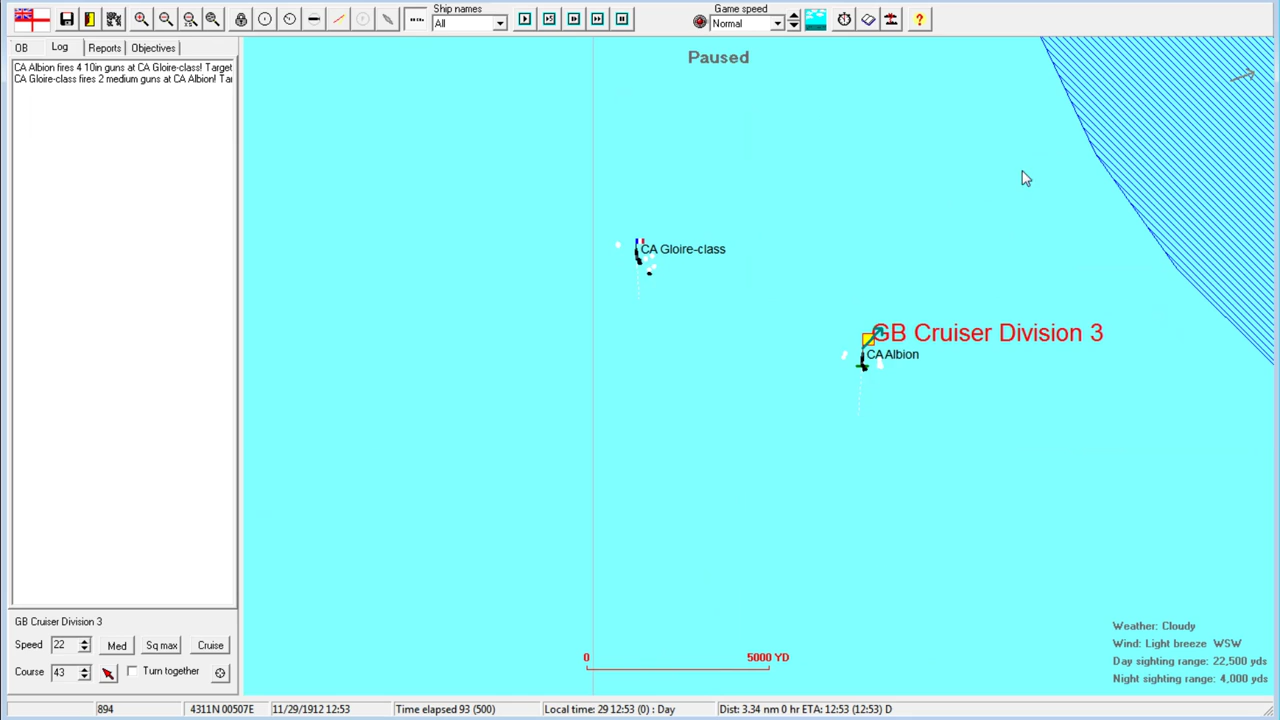 Ship names
All
Game speed
Normal
OB
Log
Reports
Objectives
CA Albion fires 4 10in guns at CA Gloire-class! Target
CA Gloire-class fires 2 medium guns at CA Albion! Tar
Paused
CA Gloire-class
GB Cruiser Division 3
CA Albion
GB Cruiser Division 3
Speed 22 Med Sq max Cruise
Course 43 Turn together
0 5000 YD
Weather: Cloudy
Wind: Light breeze WSW
Day sighting range: 22,500 yds
Night sighting range: 4,000 yds
894 4311N 00507E 11/29/1912 12:53 Time elapsed 93 (500) Local time: 29 12:53 (0) : Day Dist: 3.34 nm 0 hr ETA: 12:53 (12:53) D